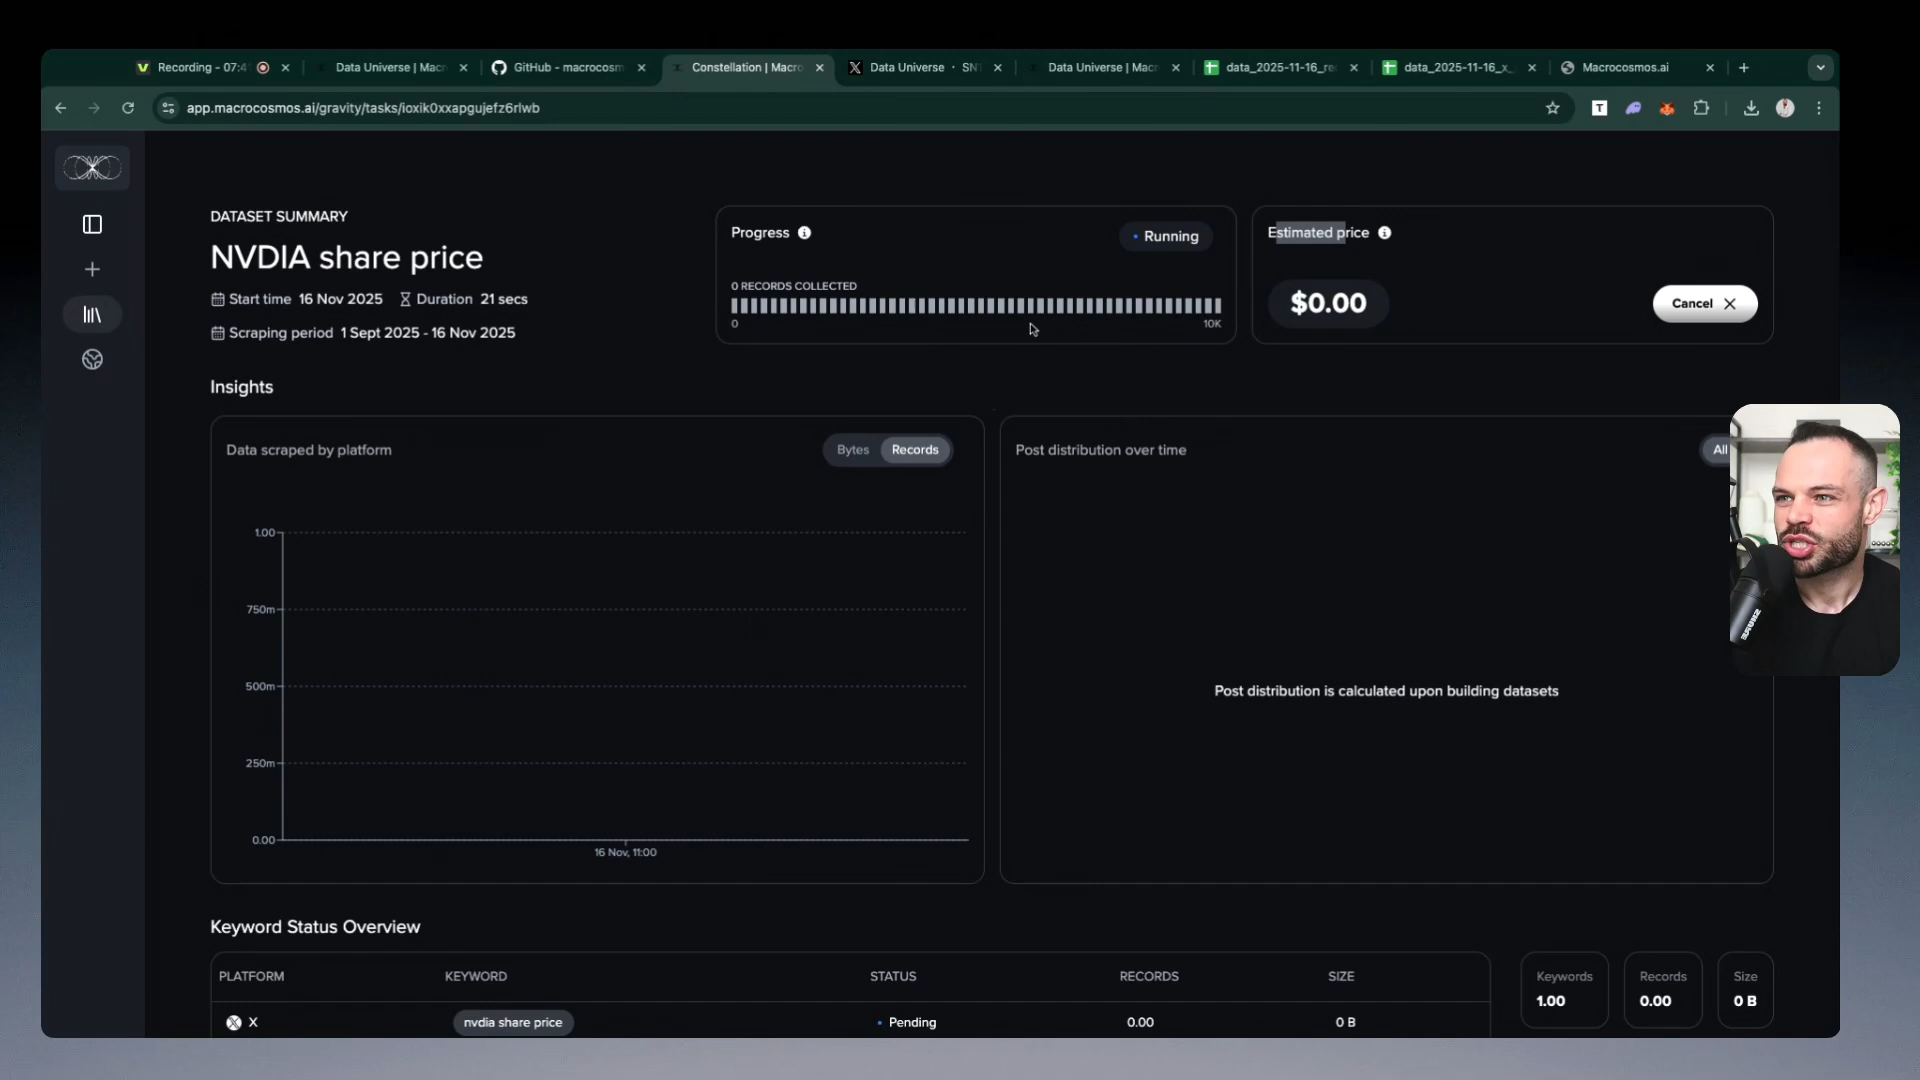 Recording - 07:4
Data Universe | Mac
GitHub - macrocosm
Constellation | Macro
Data Universe · SN
Data Universe | Mac
data_2025-11-16_re
data_2025-11-16_x_
Macrocosmos.ai
app.macrocosmos.ai/gravity/tasks/ioxik0xxapgujefz6rlwb
DATASET SUMMARY
NVDIA share price
Start time 16 Nov 2025 Duration 21 secs
Scraping period 1 Sept 2025 - 16 Nov 2025
Progress
Running
0 RECORDS COLLECTED
0 10K
Estimated price
$0.00
Cancel
Insights
Data scraped by platform
Bytes Records
1.00
750m
500m
250m
0.00
16 Nov, 11:00
Post distribution over time
All
Post distribution is calculated upon building datasets
Keyword Status Overview
PLATFORM KEYWORD STATUS RECORDS SIZE
X nvdia share price Pending 0.00 0 B
Keywords
1.00
Records
0.00
Size
0 B